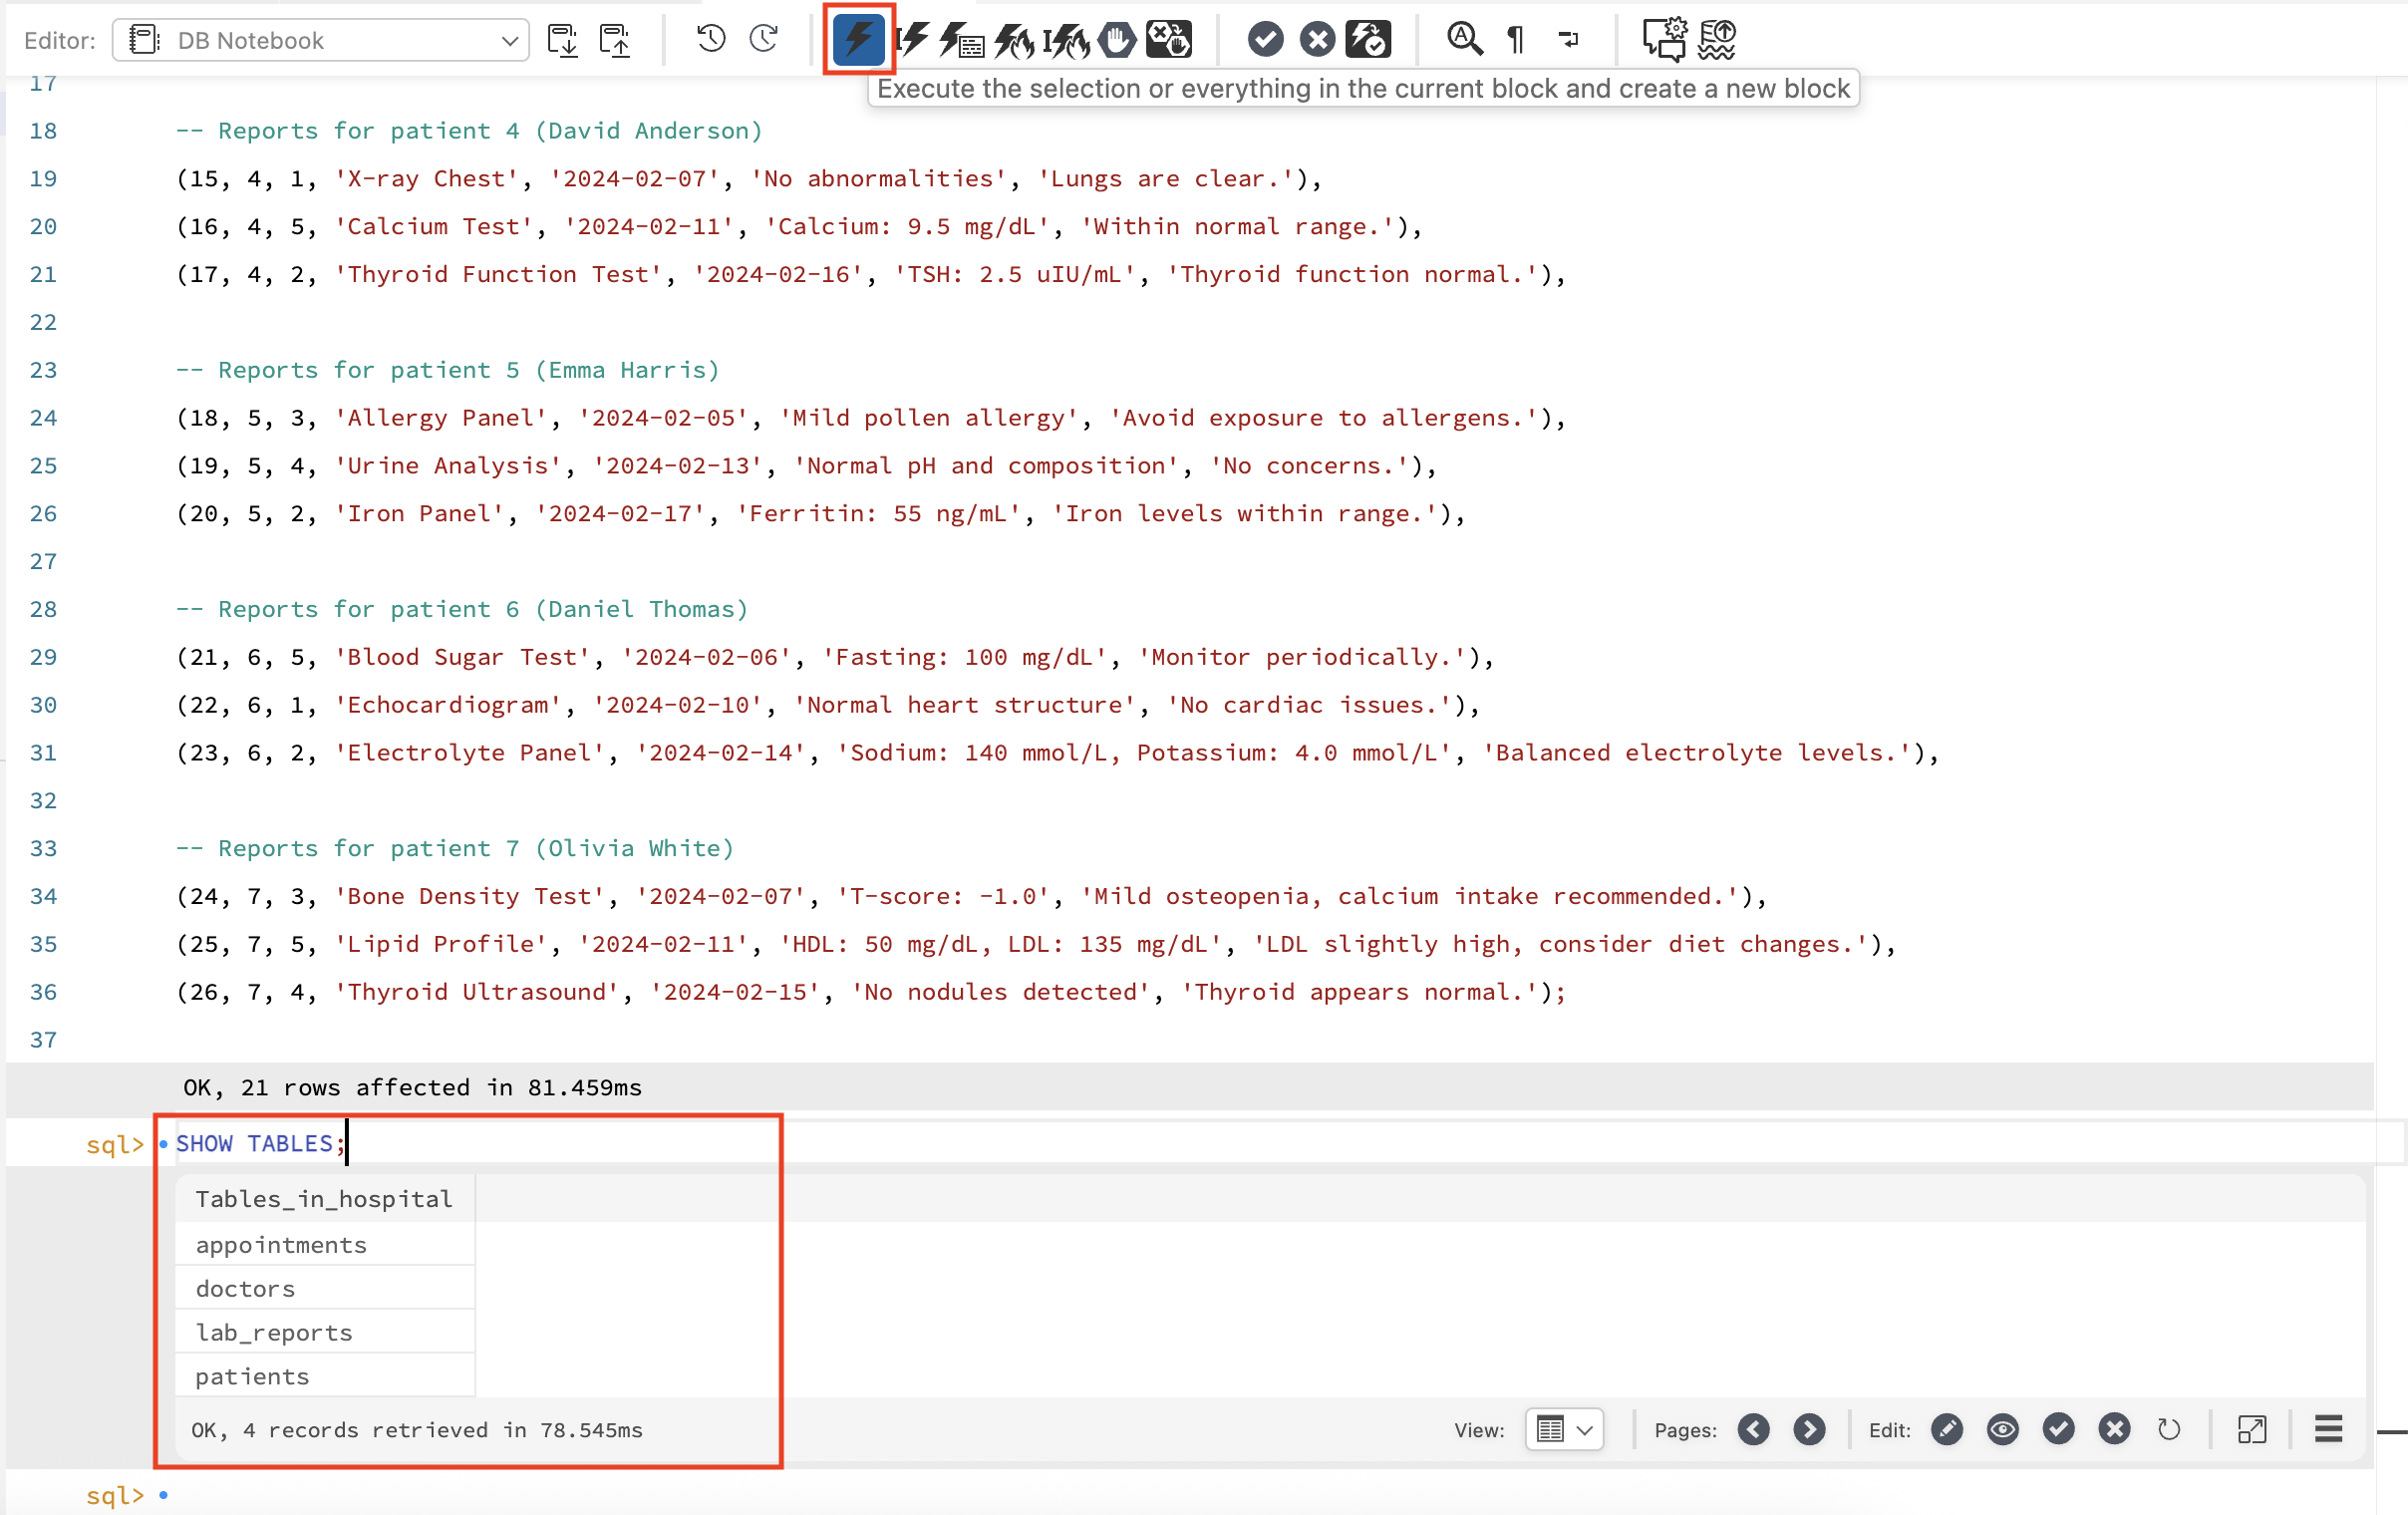 Editor: DB Notebook
Execute the selection or everything in the current block and create a new block
17
18 -- Reports for patient 4 (David Anderson)
19 (15, 4, 1, 'X-ray Chest', '2024-02-07', 'No abnormalities', 'Lungs are clear.'),
20 (16, 4, 5, 'Calcium Test', '2024-02-11', 'Calcium: 9.5 mg/dL', 'Within normal range.'),
21 (17, 4, 2, 'Thyroid Function Test', '2024-02-16', 'TSH: 2.5 uIU/mL', 'Thyroid function normal.'),
22
23 -- Reports for patient 5 (Emma Harris)
24 (18, 5, 3, 'Allergy Panel', '2024-02-05', 'Mild pollen allergy', 'Avoid exposure to allergens.'),
25 (19, 5, 4, 'Urine Analysis', '2024-02-13', 'Normal pH and composition', 'No concerns.'),
26 (20, 5, 2, 'Iron Panel', '2024-02-17', 'Ferritin: 55 ng/mL', 'Iron levels within range.'),
27
28 -- Reports for patient 6 (Daniel Thomas)
29 (21, 6, 5, 'Blood Sugar Test', '2024-02-06', 'Fasting: 100 mg/dL', 'Monitor periodically.'),
30 (22, 6, 1, 'Echocardiogram', '2024-02-10', 'Normal heart structure', 'No cardiac issues.'),
31 (23, 6, 2, 'Electrolyte Panel', '2024-02-14', 'Sodium: 140 mmol/L, Potassium: 4.0 mmol/L', 'Balanced electrolyte levels.'),
32
33 -- Reports for patient 7 (Olivia White)
34 (24, 7, 3, 'Bone Density Test', '2024-02-07', 'T-score: -1.0', 'Mild osteopenia, calcium intake recommended.'),
35 (25, 7, 5, 'Lipid Profile', '2024-02-11', 'HDL: 50 mg/dL, LDL: 135 mg/dL', 'LDL slightly high, consider diet changes.'),
36 (26, 7, 4, 'Thyroid Ultrasound', '2024-02-15', 'No nodules detected', 'Thyroid appears normal.');
37
OK, 21 rows affected in 81.459ms
sql> SHOW TABLES;
Tables_in_hospital
appointments
doctors
lab_reports
patients
OK, 4 records retrieved in 78.545ms View: Pages: Edit:
sql>